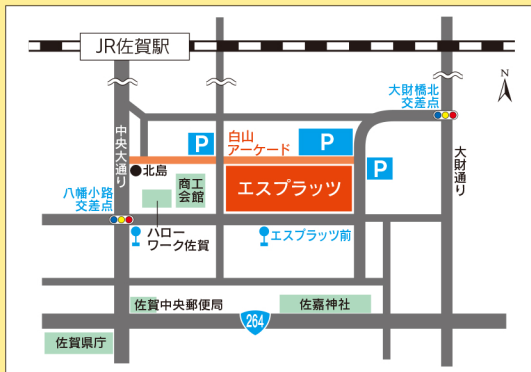 JR佐賀駅
N
大財橋北
交差点
中央大通り
白山
アーケード
P
P
P
大財通り
北島
商工
会館
エスプラッツ
八幡小路
交差点
ハロー
ワーク佐賀
エスプラッツ前
佐賀中央郵便局
佐嘉神社
264
佐賀県庁